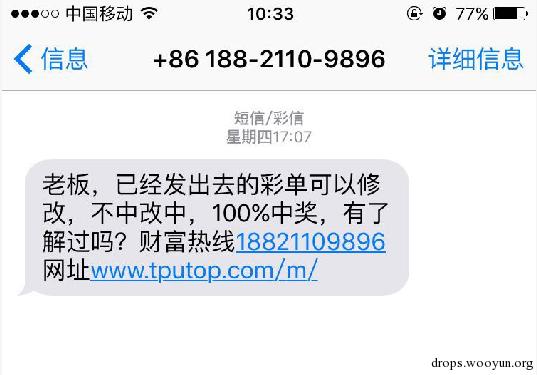 中国移动 10:33 77%
信息 +86 188-2110-9896 详细信息
短信/彩信
星期四17:07
老板，已经发出去的彩单可以修
改，不中改中，100%中奖，有了
解过吗？财富热线18821109896
网址www.tputop.com/m/
drops.wooyun.org